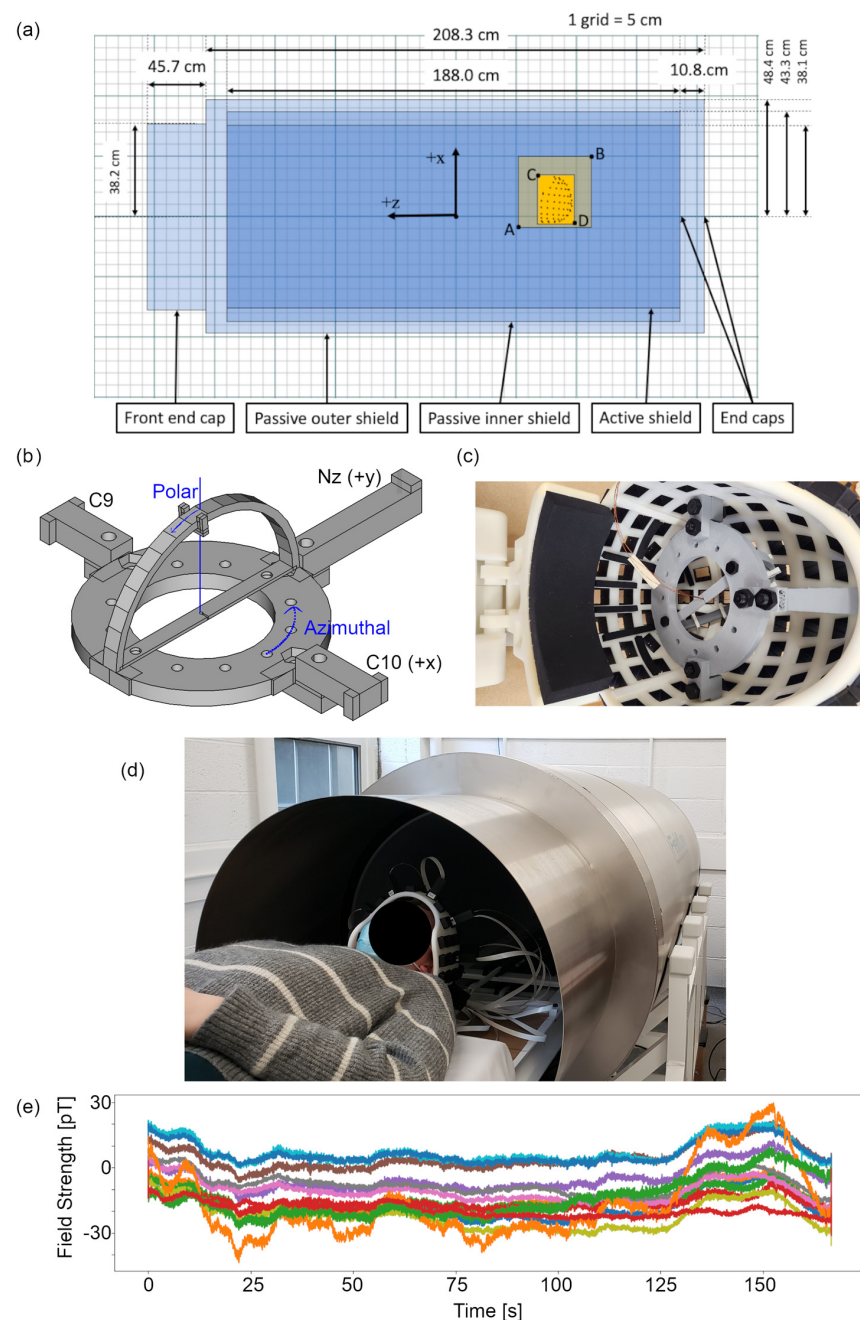 (a)
1 grid = 5 cm
208.3 cm
45.7 cm
188.0 cm
10.8.cm
48.4 cm
43.3 cm
38.1 cm
38.2 cm
+x
+z
A
B
C
D
Front end cap
Passive outer shield
Passive inner shield
Active shield
End caps
(b)
C9
Polar
Nz (+y)
Azimuthal
C10 (+x)
(c)
(d)
(e)
Field Strength [pT]
30
0
-30
0
25
50
75
100
125
150
Time [s]